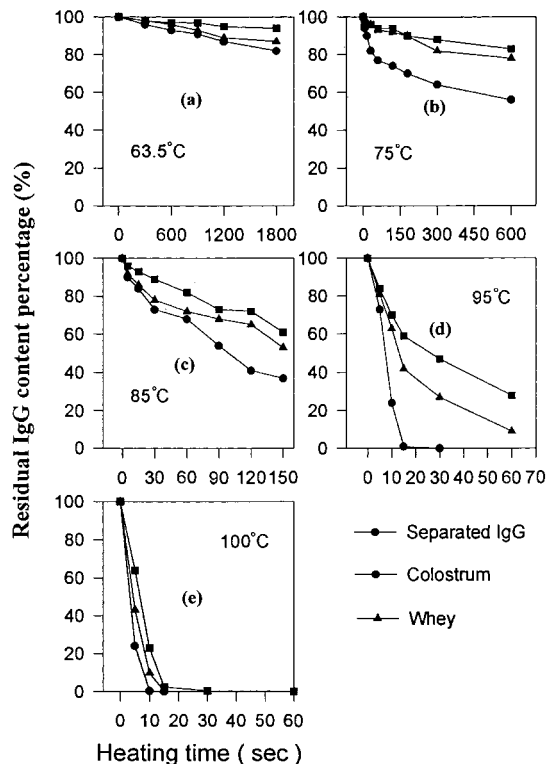 Residual IgG content percentage (%)
100
80
60
40
20
0
(a)
63.5°C
0 600 1200 1800
100
80
60
40
20
0
(b)
75°C
0 150 300 450 600
100
80
60
40
20
0
(c)
85°C
0 30 60 90 120 150
100
80
60
40
20
0
95°C
(d)
0 10 20 30 40 50 60 70
100
80
60
40
20
0
100°C
(e)
0 10 20 30 40 50 60
Separated IgG
Colostrum
Whey
Heating time ( sec )